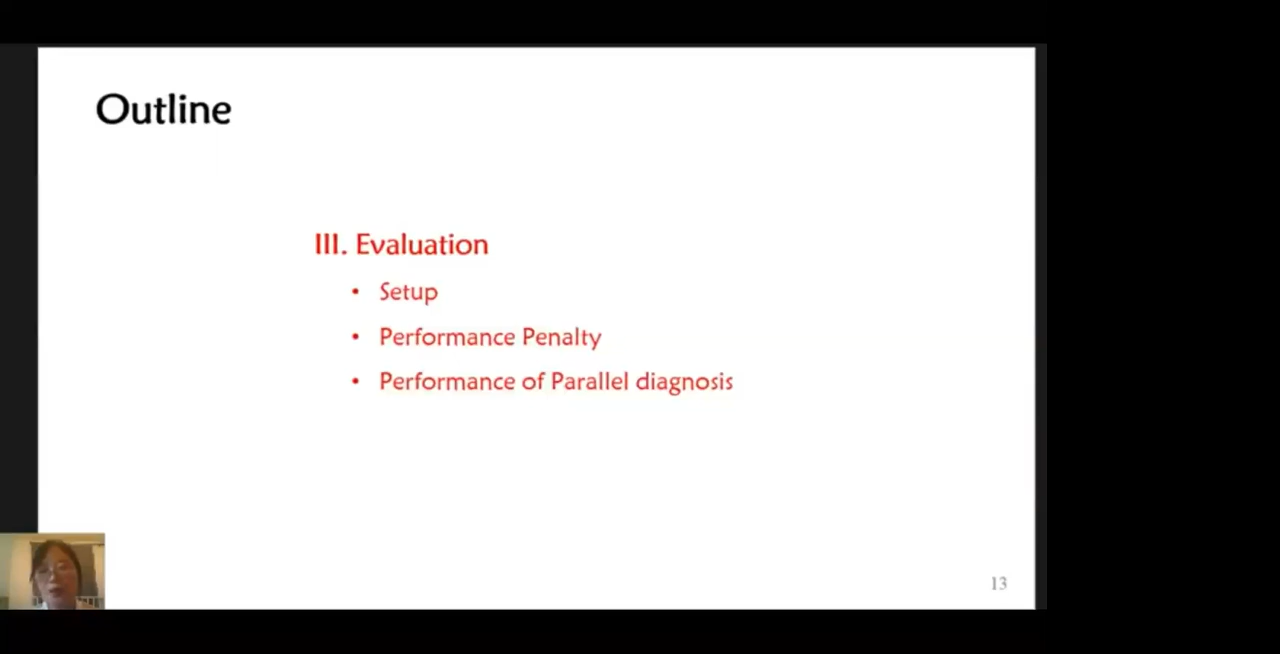 Outline
III. Evaluation
• Setup
• Performance Penalty
• Performance of Parallel diagnosis
13